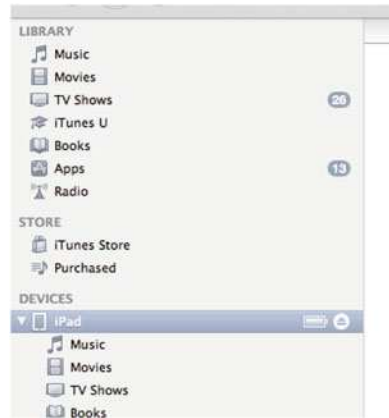 LIBRARY
Music
Movies
TV Shows 26
iTunes U
Books
Apps 13
Radio
STORE
iTunes Store
Purchased
DEVICES
iPad
Music
Movies
TV Shows
Books